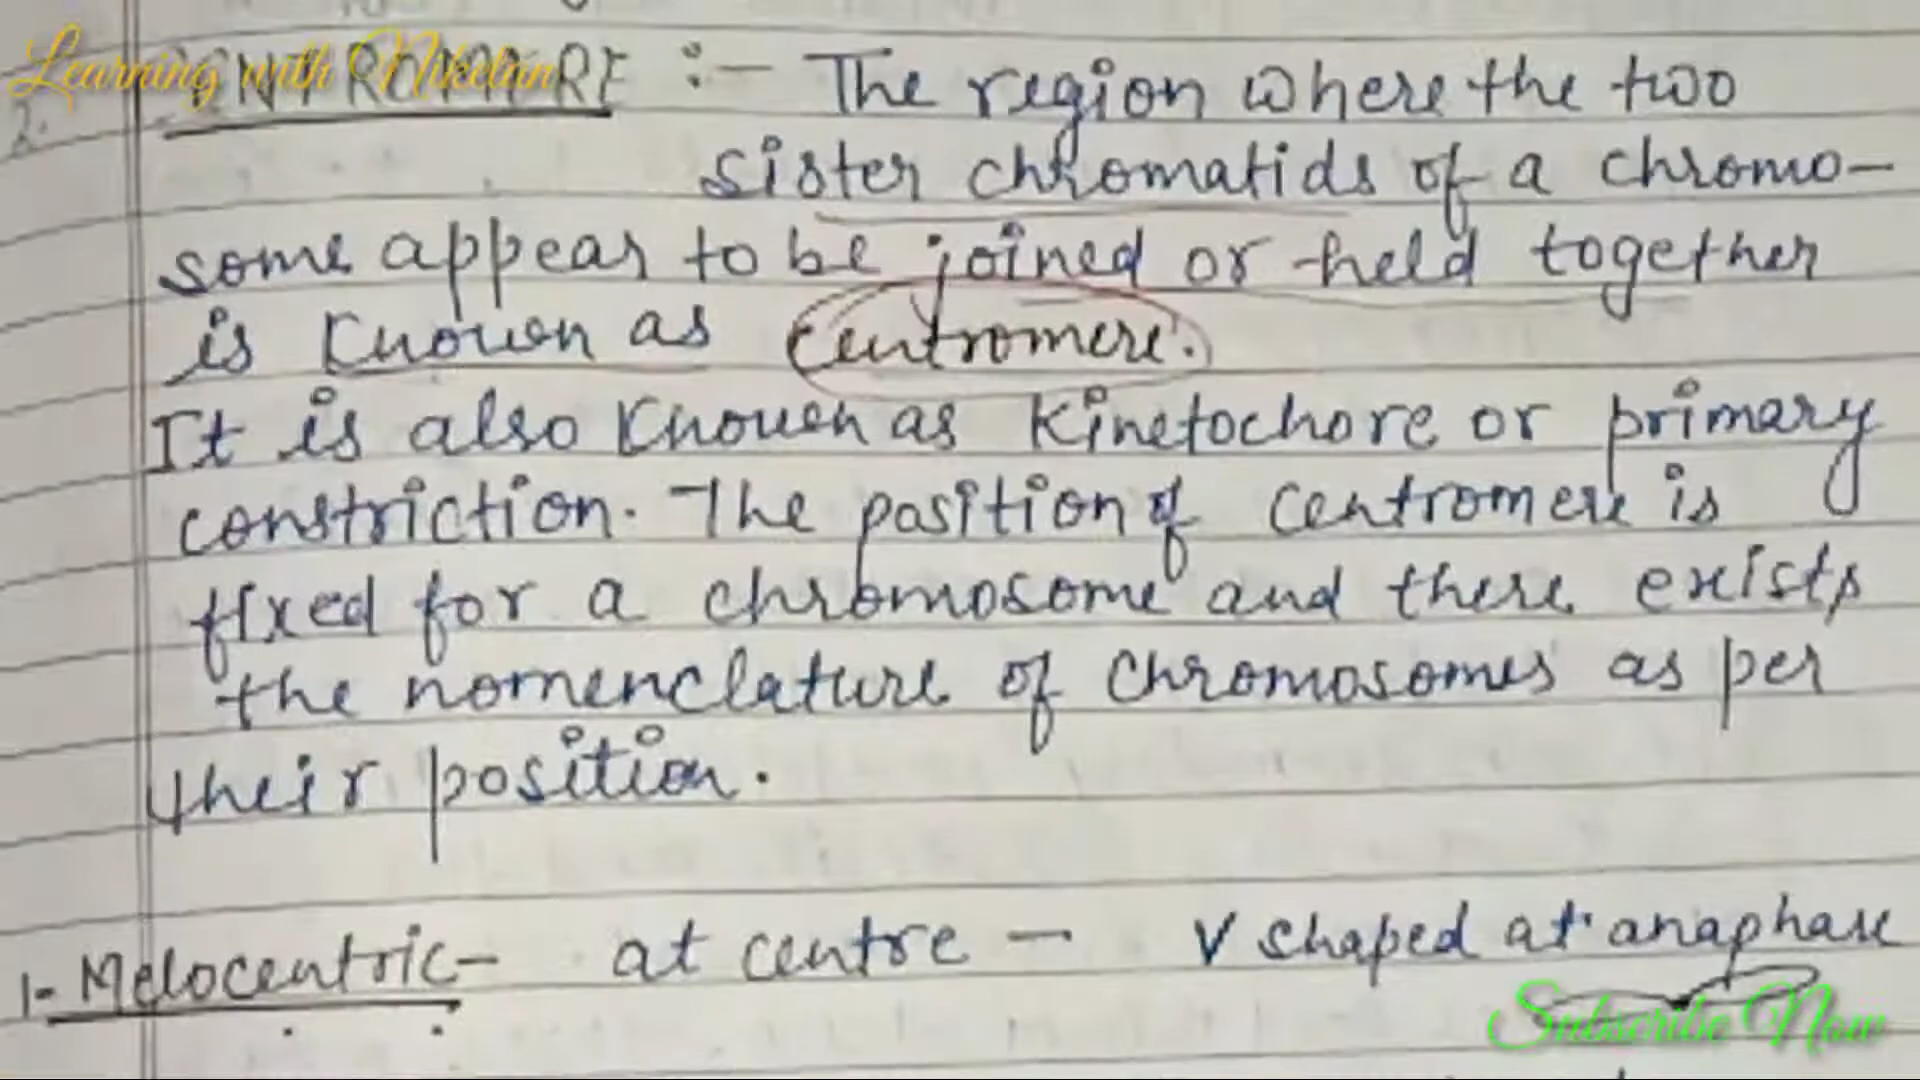 Learning with Niketan
2. CENTROMERE :- The region where the two
sister chromatids of a chromo-
some appear to be joined or held together
is known as centromere.
It is also known as kinetochore or primary
constriction. The position of centromere is
fixed for a chromosome and there exists
the nomenclature of chromosomes as per
their position.
1- Metocentric- at centre - V shaped at anaphase
Subscribe Now